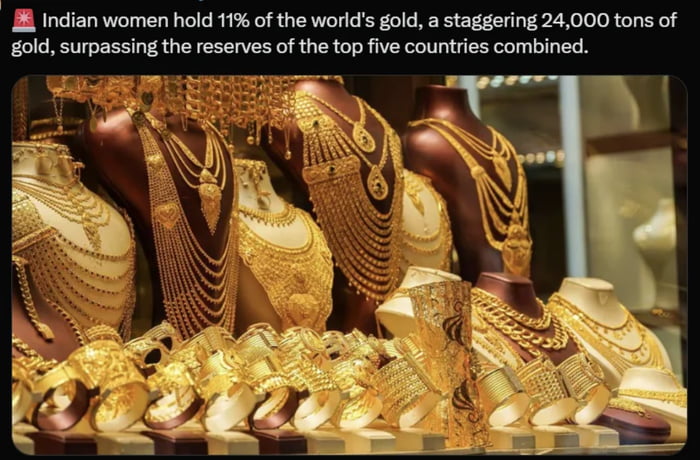 🚨 Indian women hold 11% of the world's gold, a staggering 24,000 tons of
gold, surpassing the reserves of the top five countries combined.